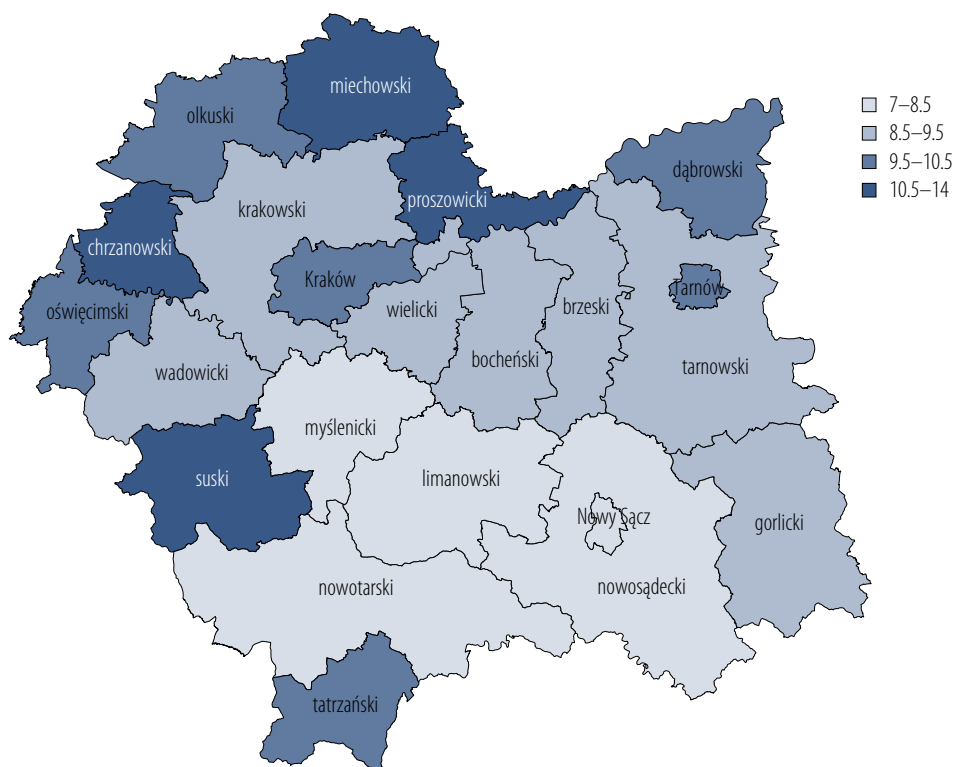 miechowski
olkuski
7–8.5
8.5–9.5
9.5–10.5
10.5–14
dąbrowski
proszowicki
krakowski
chrzanowski
Kraków
Tarnów
oświęcimski
wielicki
brzeski
bocheński
wadowicki
tarnowski
myślenicki
suski
limanowski
Nowy Sącz
gorlicki
nowotarski
nowosądecki
tatrzański